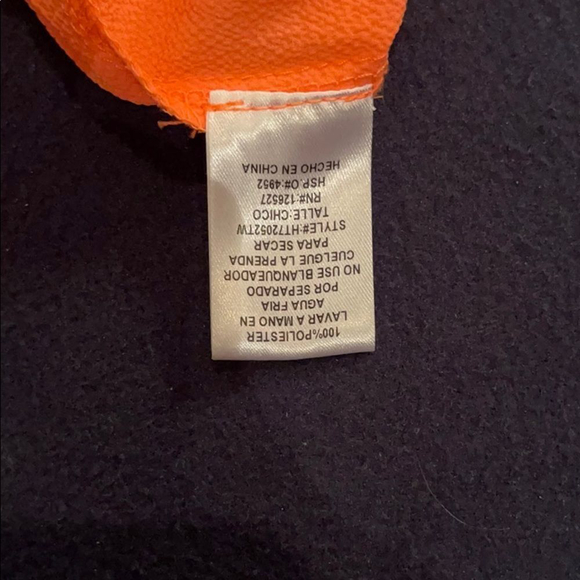 100%POLIESTER
LAVAR A MANO EN
AGUA FRIA
POR SEPARADO
NO USE BLANQUEADOR
CUELGUE LA PRENDA
PARA SECAR
STYLE#:HT72052TW
TALLE:CHICO
RN#:126527
HSP.O#:4952
HECHO EN CHINA